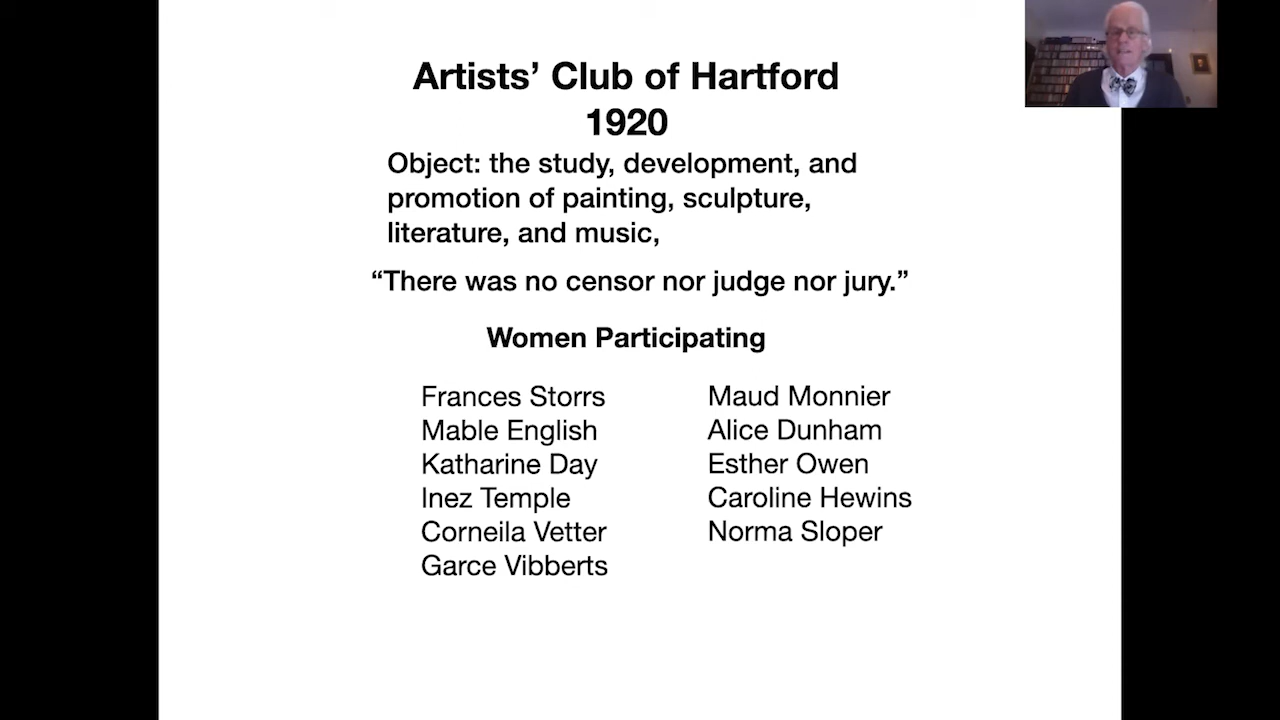 Artists’ Club of Hartford
1920
Object: the study, development, and
promotion of painting, sculpture,
literature, and music,
“There was no censor nor judge nor jury.”
Women Participating
Frances Storrs
Mable English
Katharine Day
Inez Temple
Corneila Vetter
Garce Vibberts
Maud Monnier
Alice Dunham
Esther Owen
Caroline Hewins
Norma Sloper